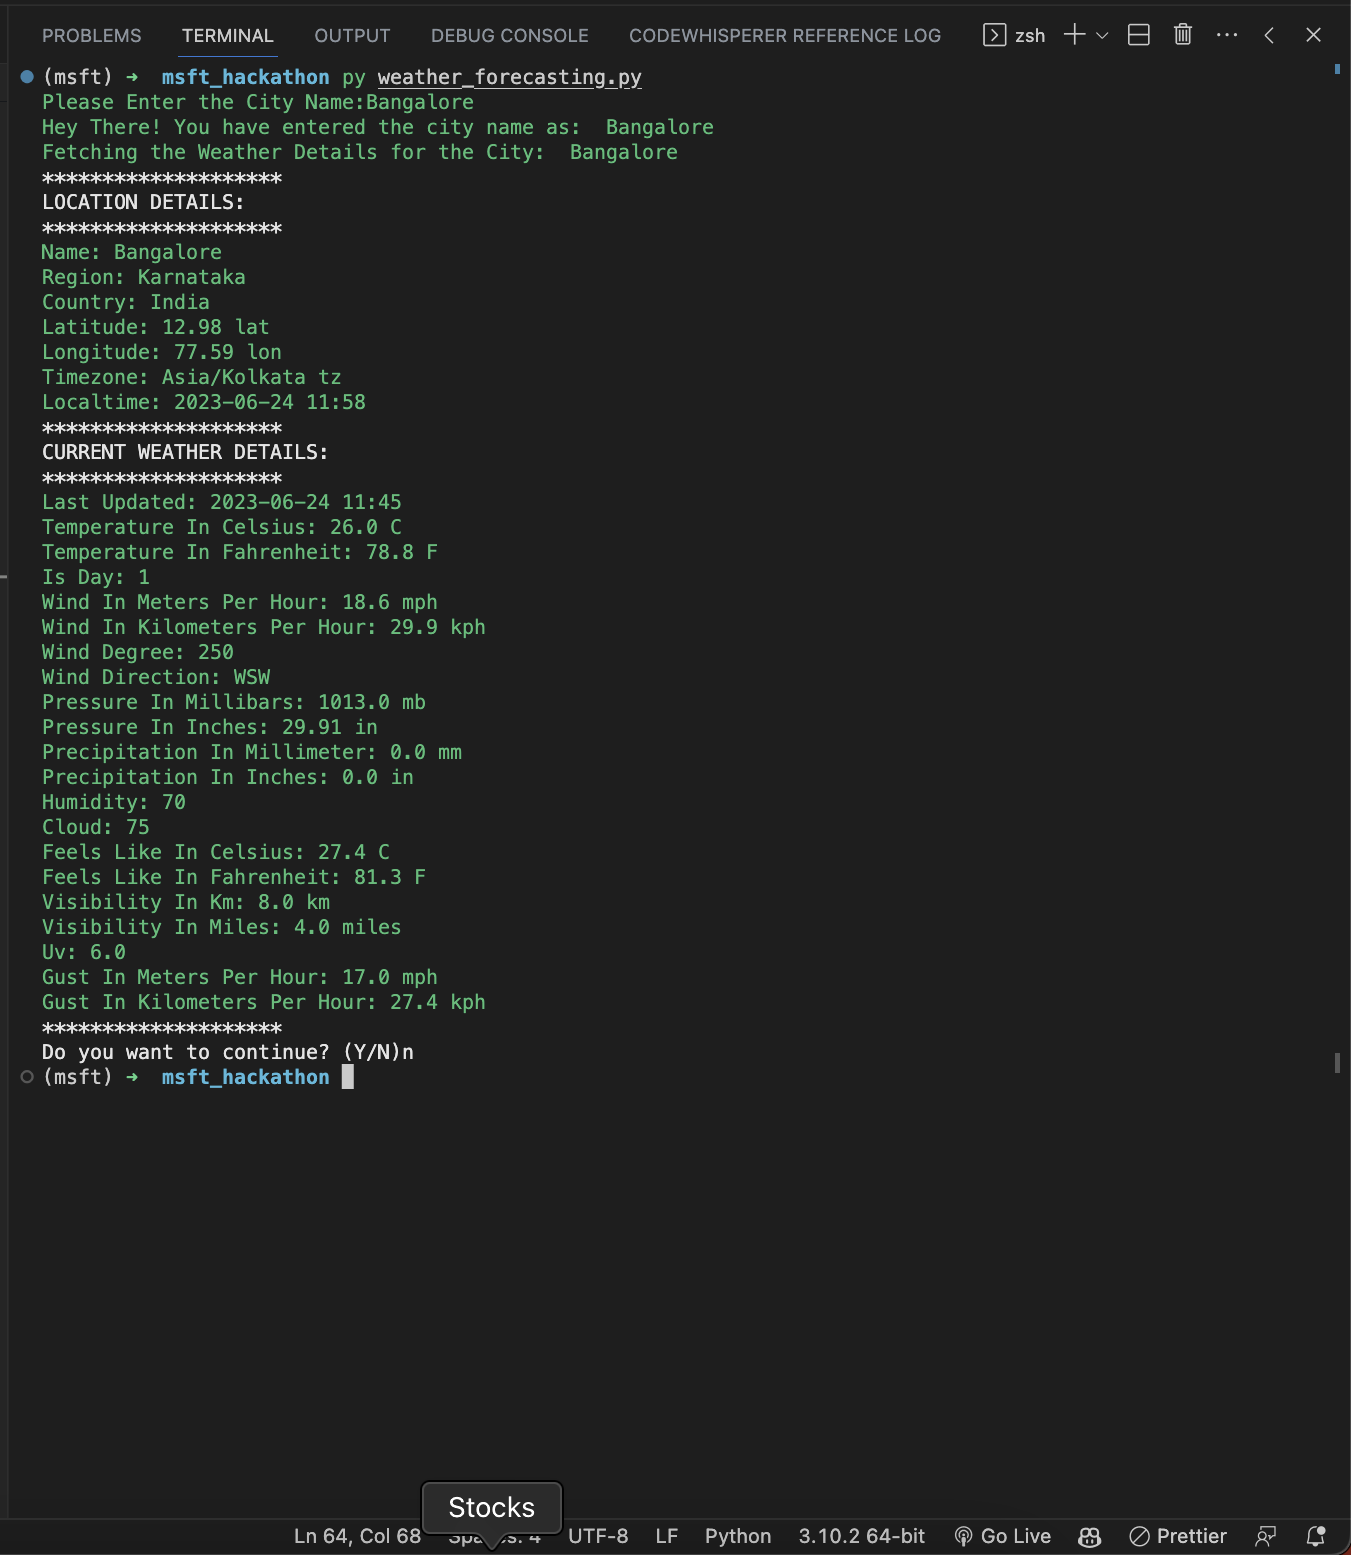 PROBLEMS TERMINAL OUTPUT DEBUG CONSOLE CODEWHISPERER REFERENCE LOG zsh
(msft) ➜ msft_hackathon py weather_forecasting.py
Please Enter the City Name:Bangalore
Hey There! You have entered the city name as:  Bangalore
Fetching the Weather Details for the City:  Bangalore
********************
LOCATION DETAILS:
********************
Name: Bangalore
Region: Karnataka
Country: India
Latitude: 12.98 lat
Longitude: 77.59 lon
Timezone: Asia/Kolkata tz
Localtime: 2023-06-24 11:58
********************
CURRENT WEATHER DETAILS:
********************
Last Updated: 2023-06-24 11:45
Temperature In Celsius: 26.0 C
Temperature In Fahrenheit: 78.8 F
Is Day: 1
Wind In Meters Per Hour: 18.6 mph
Wind In Kilometers Per Hour: 29.9 kph
Wind Degree: 250
Wind Direction: WSW
Pressure In Millibars: 1013.0 mb
Pressure In Inches: 29.91 in
Precipitation In Millimeter: 0.0 mm
Precipitation In Inches: 0.0 in
Humidity: 70
Cloud: 75
Feels Like In Celsius: 27.4 C
Feels Like In Fahrenheit: 81.3 F
Visibility In Km: 8.0 km
Visibility In Miles: 4.0 miles
Uv: 6.0
Gust In Meters Per Hour: 17.0 mph
Gust In Kilometers Per Hour: 27.4 kph
********************
Do you want to continue? (Y/N)n
(msft) ➜ msft_hackathon
Stocks
Ln 64, Col 68 Spaces: 4 UTF-8 LF Python 3.10.2 64-bit Go Live Prettier